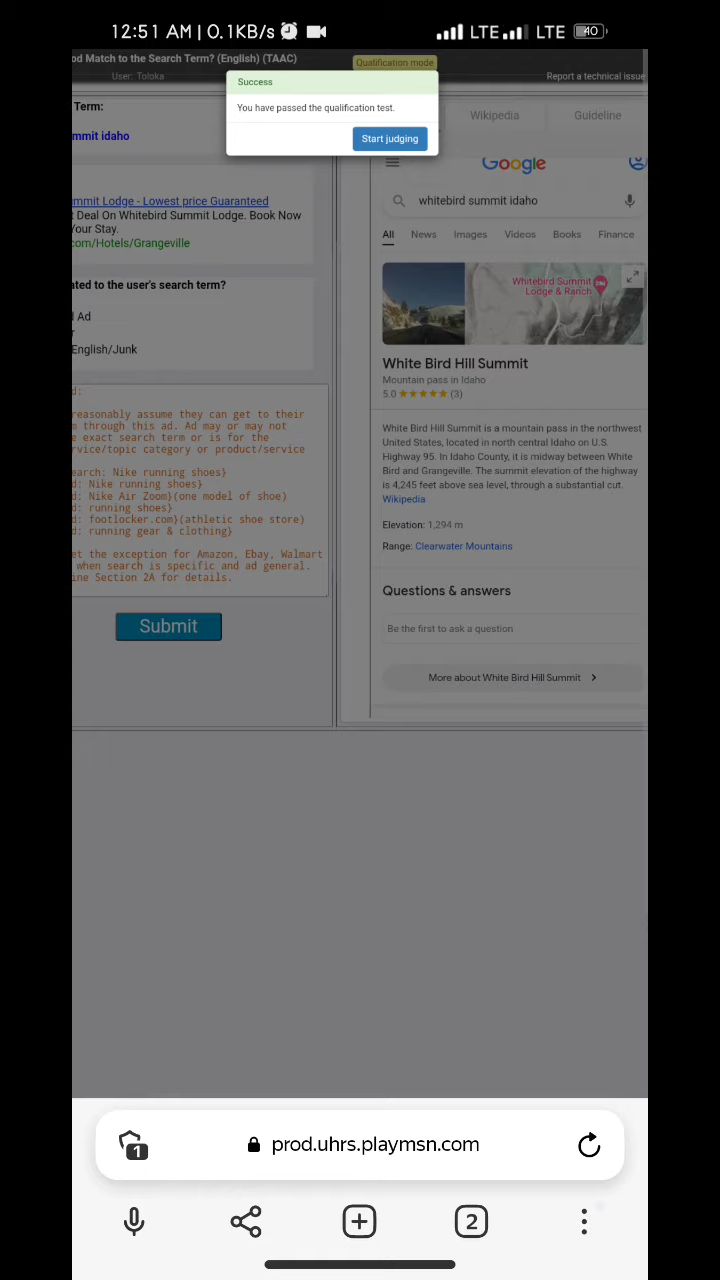 12:51 AM | 0.1KB/s
LTE LTE 40
od Match to the Search Term? (English) (TAAC)
Qualification mode
User: Toloka
Report a technical issue
Success
You have passed the qualification test.
Start judging
Term:
mmit idaho
Wikipedia
Guideline
Google
whitebird summit idaho
All News Images Videos Books Finance
mmit Lodge - Lowest price Guaranteed
t Deal On Whitebird Summit Lodge. Book Now
Your Stay.
com/Hotels/Grangeville
ated to the user's search term?
d Ad
r
English/Junk
d:
reasonably assume they can get to their
m through this ad. Ad may or may not
e exact search term or is for the
rvice/topic category or product/service
earch: Nike running shoes}
d: Nike running shoes}
d: Nike Air Zoom}(one model of shoe)
d: running shoes}
d: footlocker.com}(athletic shoe store)
d: running gear & clothing}
et the exception for Amazon, Ebay, Walmart
when search is specific and ad general.
ine Section 2A for details.
Submit
Whitebird Summit
Lodge & Ranch
White Bird Hill Summit
Mountain pass in Idaho
5.0 ★★★★★ (3)
White Bird Hill Summit is a mountain pass in the northwest
United States, located in north central Idaho on U.S.
Highway 95. In Idaho County, it is midway between White
Bird and Grangeville. The summit elevation of the highway
is 4,245 feet above sea level, through a substantial cut.
Wikipedia
Elevation: 1,294 m
Range: Clearwater Mountains
Questions & answers
Be the first to ask a question
More about White Bird Hill Summit
1
prod.uhrs.playmsn.com
2